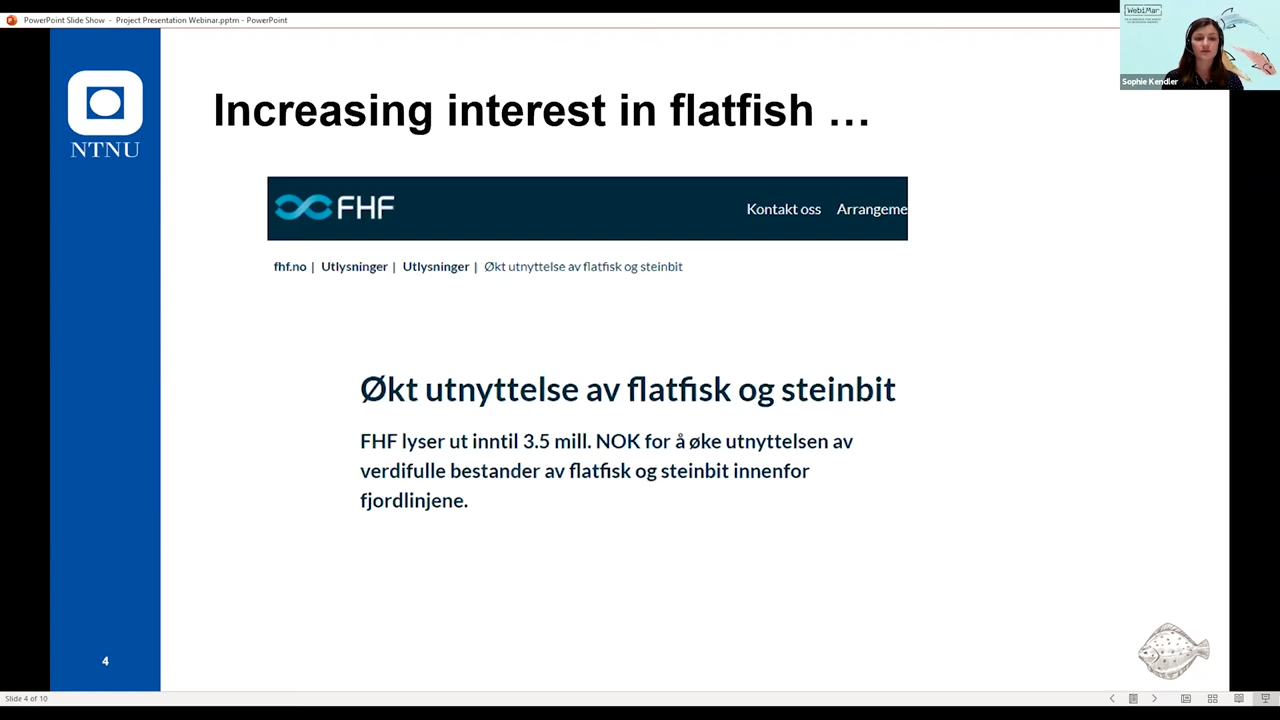 PowerPoint Slide Show - Project Presentation Webinar.pptm - PowerPoint
WebiMar
Sophie Kendler
NTNU
Increasing interest in flatfish ...
FHF
Kontakt oss Arrangeme
fhf.no | Utlysninger | Utlysninger | Økt utnyttelse av flatfisk og steinbit
Økt utnyttelse av flatfisk og steinbit
FHF lyser ut inntil 3.5 mill. NOK for å øke utnyttelsen av
verdifulle bestander av flatfisk og steinbit innenfor
fjordlinjene.
4
Slide 4 of 10